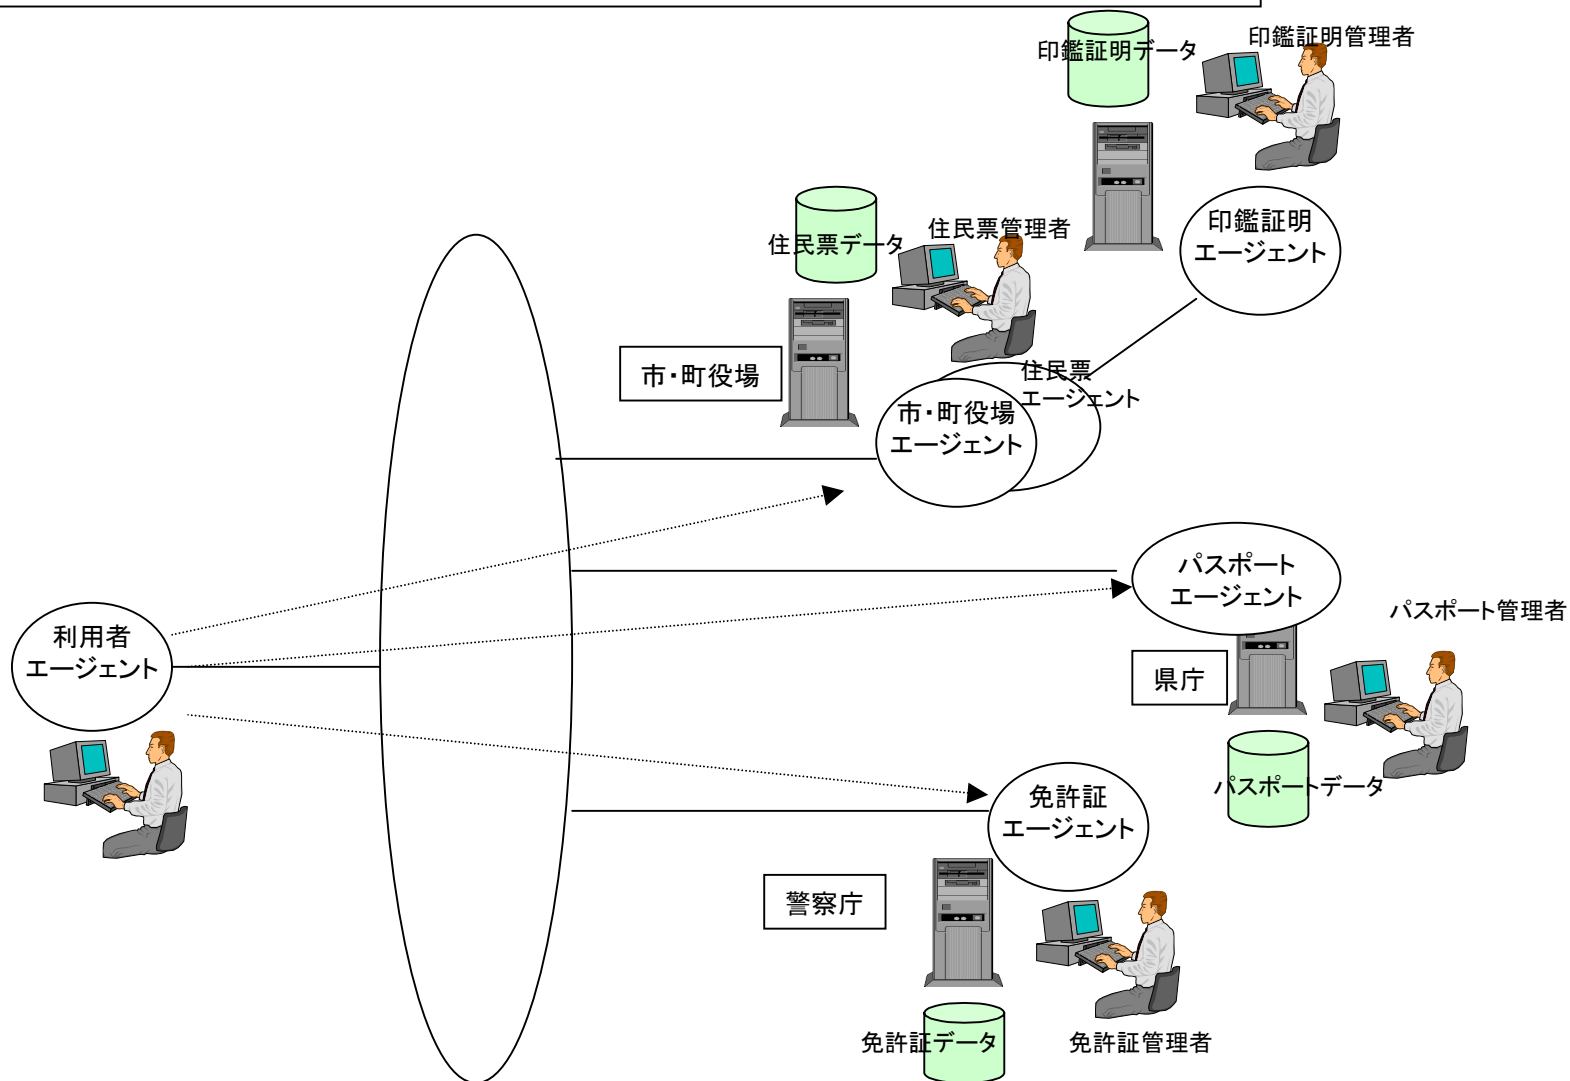 印鑑証明データ
印鑑証明管理者
印鑑証明
エージェント
住民票データ
住民票管理者
市・町役場
住民票
エージェント
市・町役場
エージェント
パスポート
エージェント
パスポート管理者
利用者
エージェント
県庁
パスポートデータ
免許証
エージェント
警察庁
免許証データ
免許証管理者